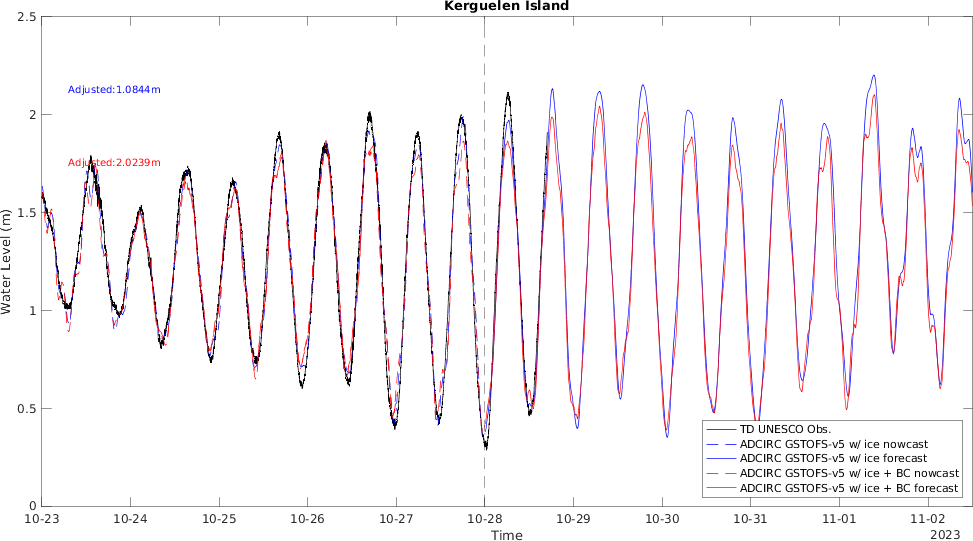 Kerguelen Island
2.5
2
1.5
1
0.5
0
Water Level (m)
Adjusted:1.0844m
Adjusted:2.0239m
TD UNESCO Obs.
ADCIRC GSTOFS-v5 w/ ice nowcast
ADCIRC GSTOFS-v5 w/ ice forecast
ADCIRC GSTOFS-v5 w/ ice + BC nowcast
ADCIRC GSTOFS-v5 w/ ice + BC forecast
10-23 10-24 10-25 10-26 10-27 10-28 10-29 10-30 10-31 11-01 11-02
Time
2023